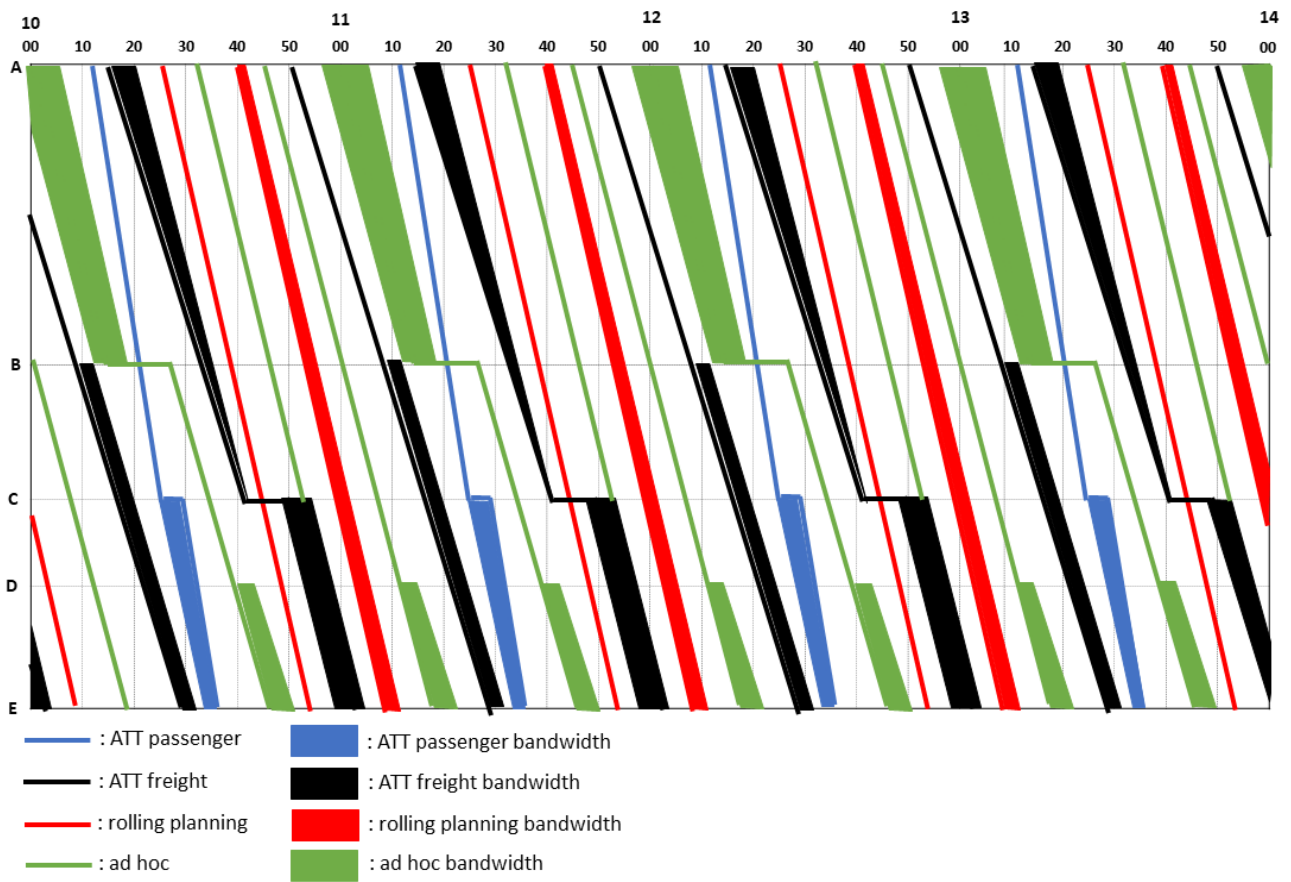 10 11 12 13 14
00 10 20 30 40 50 00 10 20 30 40 50 00 10 20 30 40 50 00 10 20 30 40 50 00
A
B
C
D
E
: ATT passenger : ATT passenger bandwidth
: ATT freight : ATT freight bandwidth
: rolling planning : rolling planning bandwidth
: ad hoc : ad hoc bandwidth